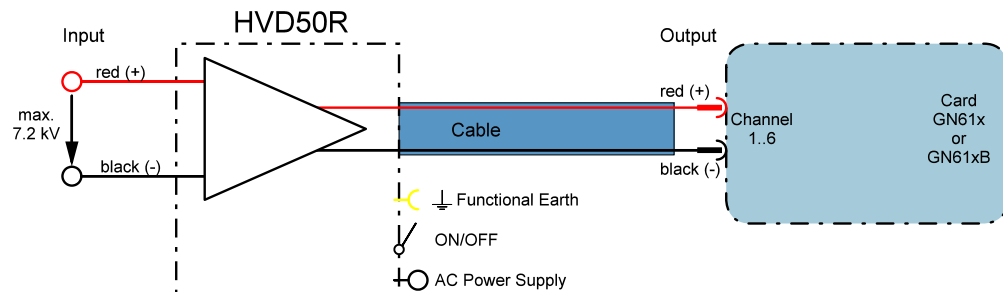 HVD50R
Input
Output
red (+)
red (+)
max.
7.2 kV
Cable
Channel
1..6
Card
GN61x
or
GN61xB
black (-)
black (-)
Functional Earth
ON/OFF
AC Power Supply